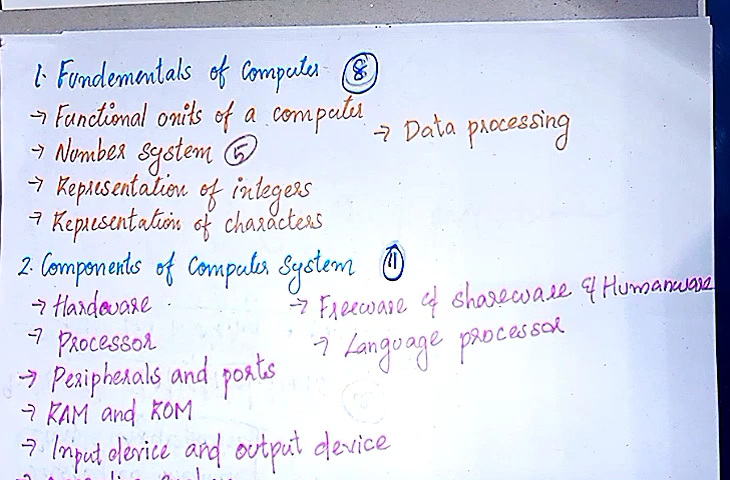 1. Fundementals of Computer 8
→ Functional units of a computer
→ Data processing
→ Number system 5
→ Representation of integers
→ Representation of characters
2. Components of Computer System 11
→ Hardware
→ Freeware & shareware & Humanware
→ Processor
→ Language processor
→ Peripherals and ports
→ RAM and ROM
→ Input device and output device